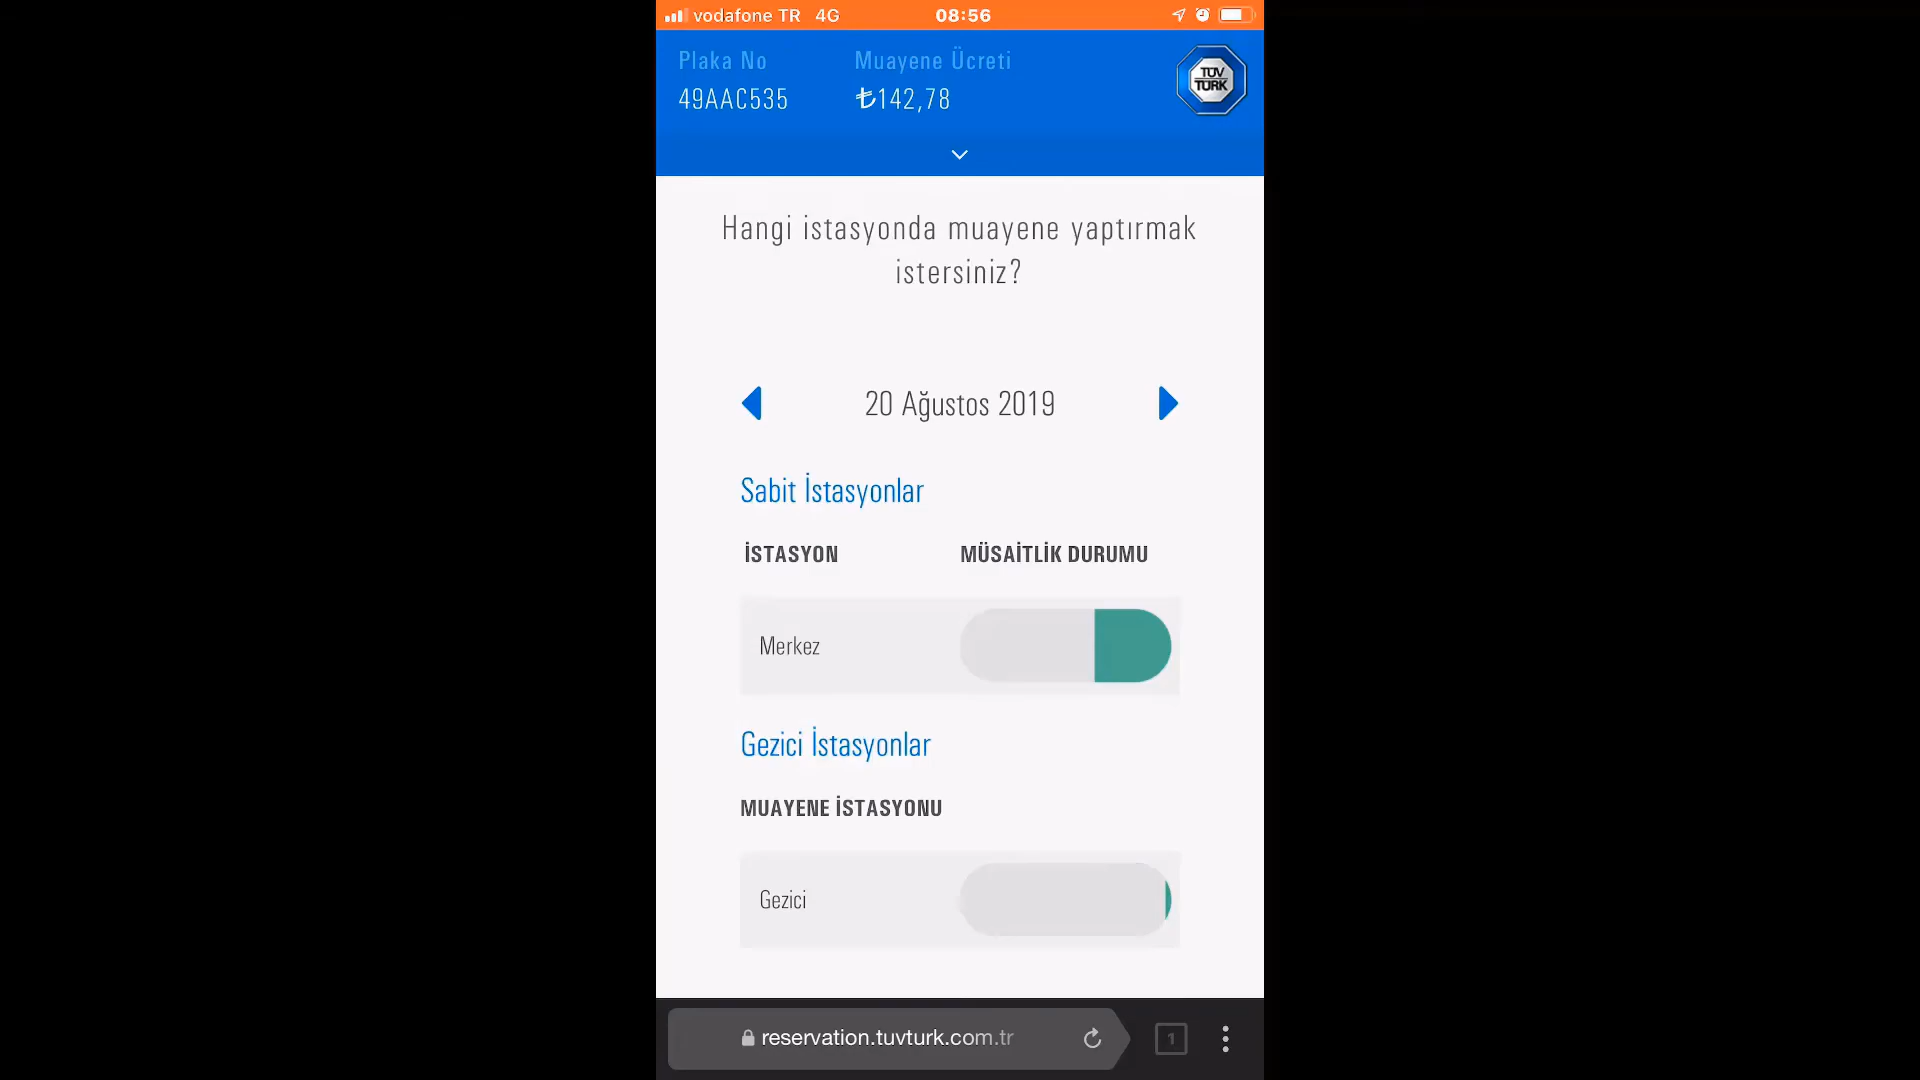 vodafone TR 4G 08:56
Plaka No Muayene Ücreti
49AAC535 ₺142,78
TÜV
TURK
Hangi istasyonda muayene yaptırmak
istersiniz?
20 Ağustos 2019
Sabit İstasyonlar
İSTASYON MÜSAİTLİK DURUMU
Merkez
Gezici İstasyonlar
MUAYENE İSTASYONU
Gezici
reservation.tuvturk.com.tr 1